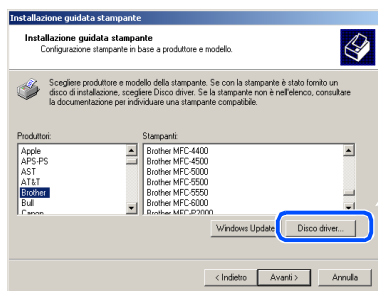 Installazione guidata stampante
Installazione guidata stampante
Configurazione stampante in base a produttore e modello.
Scegliere produttore e modello della stampante. Se con la stampante è stato fornito un
disco di installazione, scegliere Disco driver. Se la stampante non è nell'elenco, consultare
la documentazione per individuare una stampante compatibile.
Produttori:
Apple
APS-PS
AST
AT&T
Brother
Bull
Canon
Stampanti:
Brother MFC-4400
Brother MFC-4500
Brother MFC-5000
Brother MFC-5500
Brother MFC-5550
Brother MFC-6000
Brother MFC-P2000
Windows Update
Disco driver...
< Indietro
Avanti >
Annulla